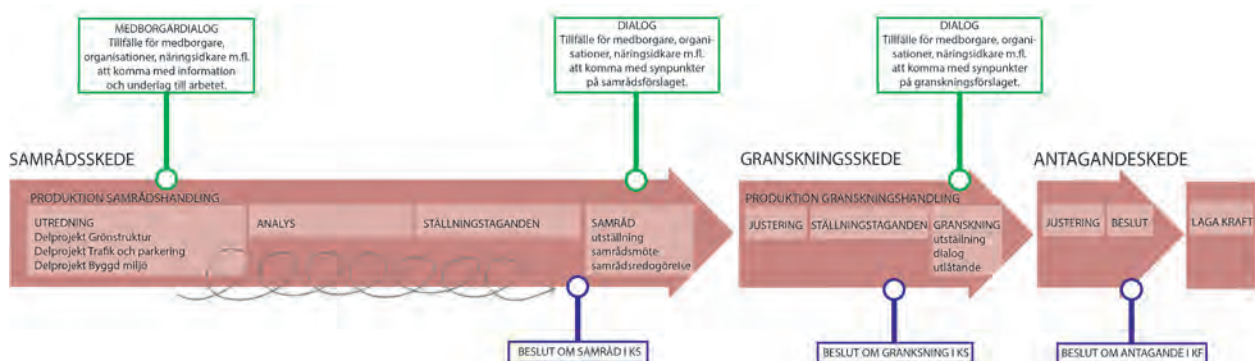 MEDBORGARDIALOG
Tillfälle för medborgare,
organisationer, näringsidkare m.fl.
att komma med information
och underlag till arbetet.
DIALOG
Tillfälle för medborgare, organi-
sationer, näringsidkare m.fl.
att komma med synpunkter
på samrådsförslaget.
DIALOG
Tillfälle för medborgare, organi-
sationer, näringsidkare m.fl.
att komma med synpunkter
på granskningförslaget.
SAMRÅDSSKEDE
PRODUKTION SAMRÅDSHANDLING
UTREDNING
Delprojekt Grönstruktur
Delprojekt Trafik och parkering
Delprojekt Byggd miljö
ANALYS
STÄLLNINGSTAGANDEN
SAMRÅD
utställning
samrådsmöte
samrådsredogörelse
BESLUT OM SAMRÅD I KS
GRANSKNINGSSKEDE
PRODUKTION GRANSKNINGSHANDLING
JUSTERING
STÄLLNINGSTAGANDEN
GRANSKNING
utställning
dialog
utlåtande
BESLUT OM GRANKSNING I KS
ANTAGANDESKEDE
JUSTERING
BESLUT
BESLUT OM ANTAGANDE I KF
LAGA KRAFT